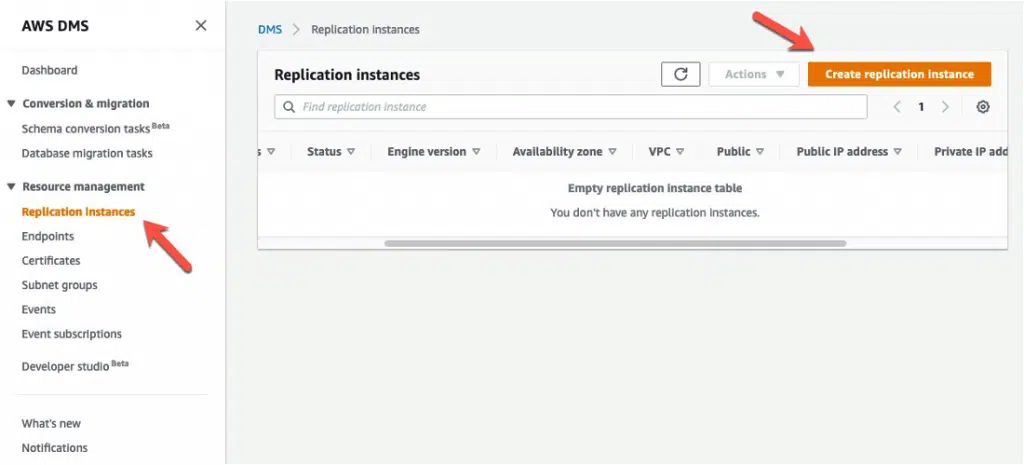 AWS DMS
Dashboard
Conversion & migration
Schema conversion tasks Beta
Database migration tasks
Resource management
Replication instances
Endpoints
Certificates
Subnet groups
Events
Event subscriptions
Developer studio Beta
What's new
Notifications
DMS > Replication instances
Replication instances
Actions
Create replication instance
Find replication instance
1
s Status Engine version Availability zone VPC Public Public IP address Private IP add
Empty replication instance table
You don't have any replication instances.